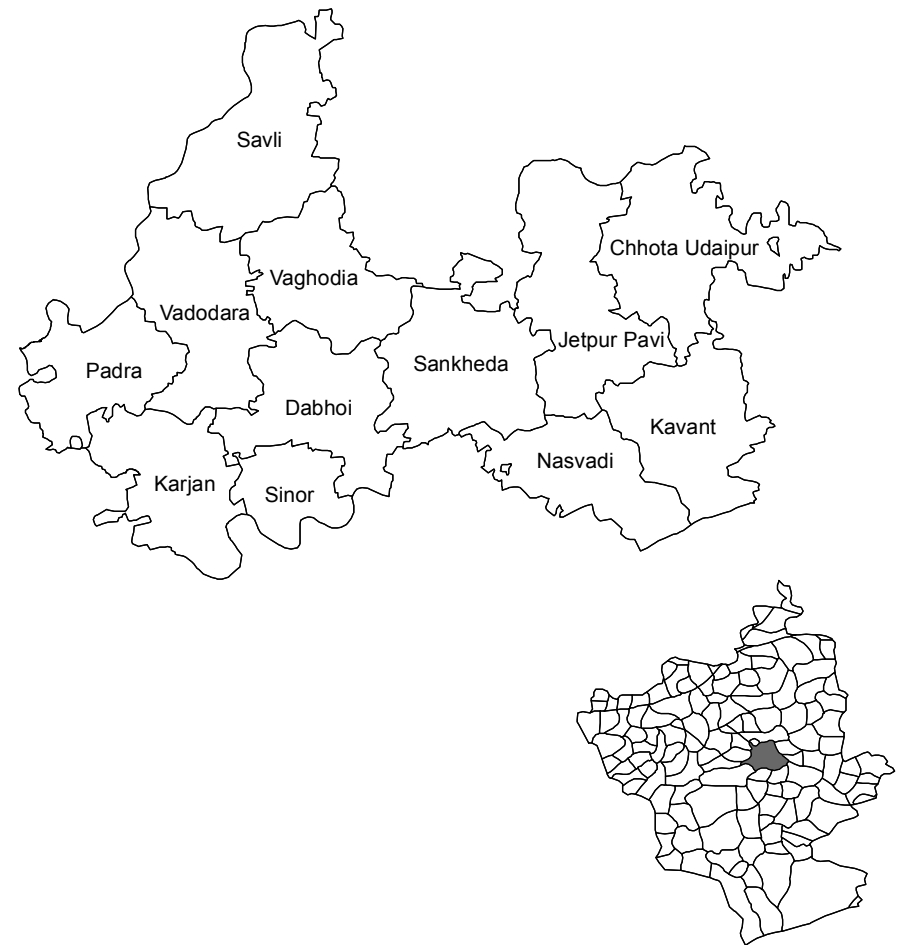 Savli
Chhota Udaipur
Vaghodia
Vadodara
Jetpur Pavi
Sankheda
Padra
Dabhoi
Kavant
Nasvadi
Karjan
Sinor